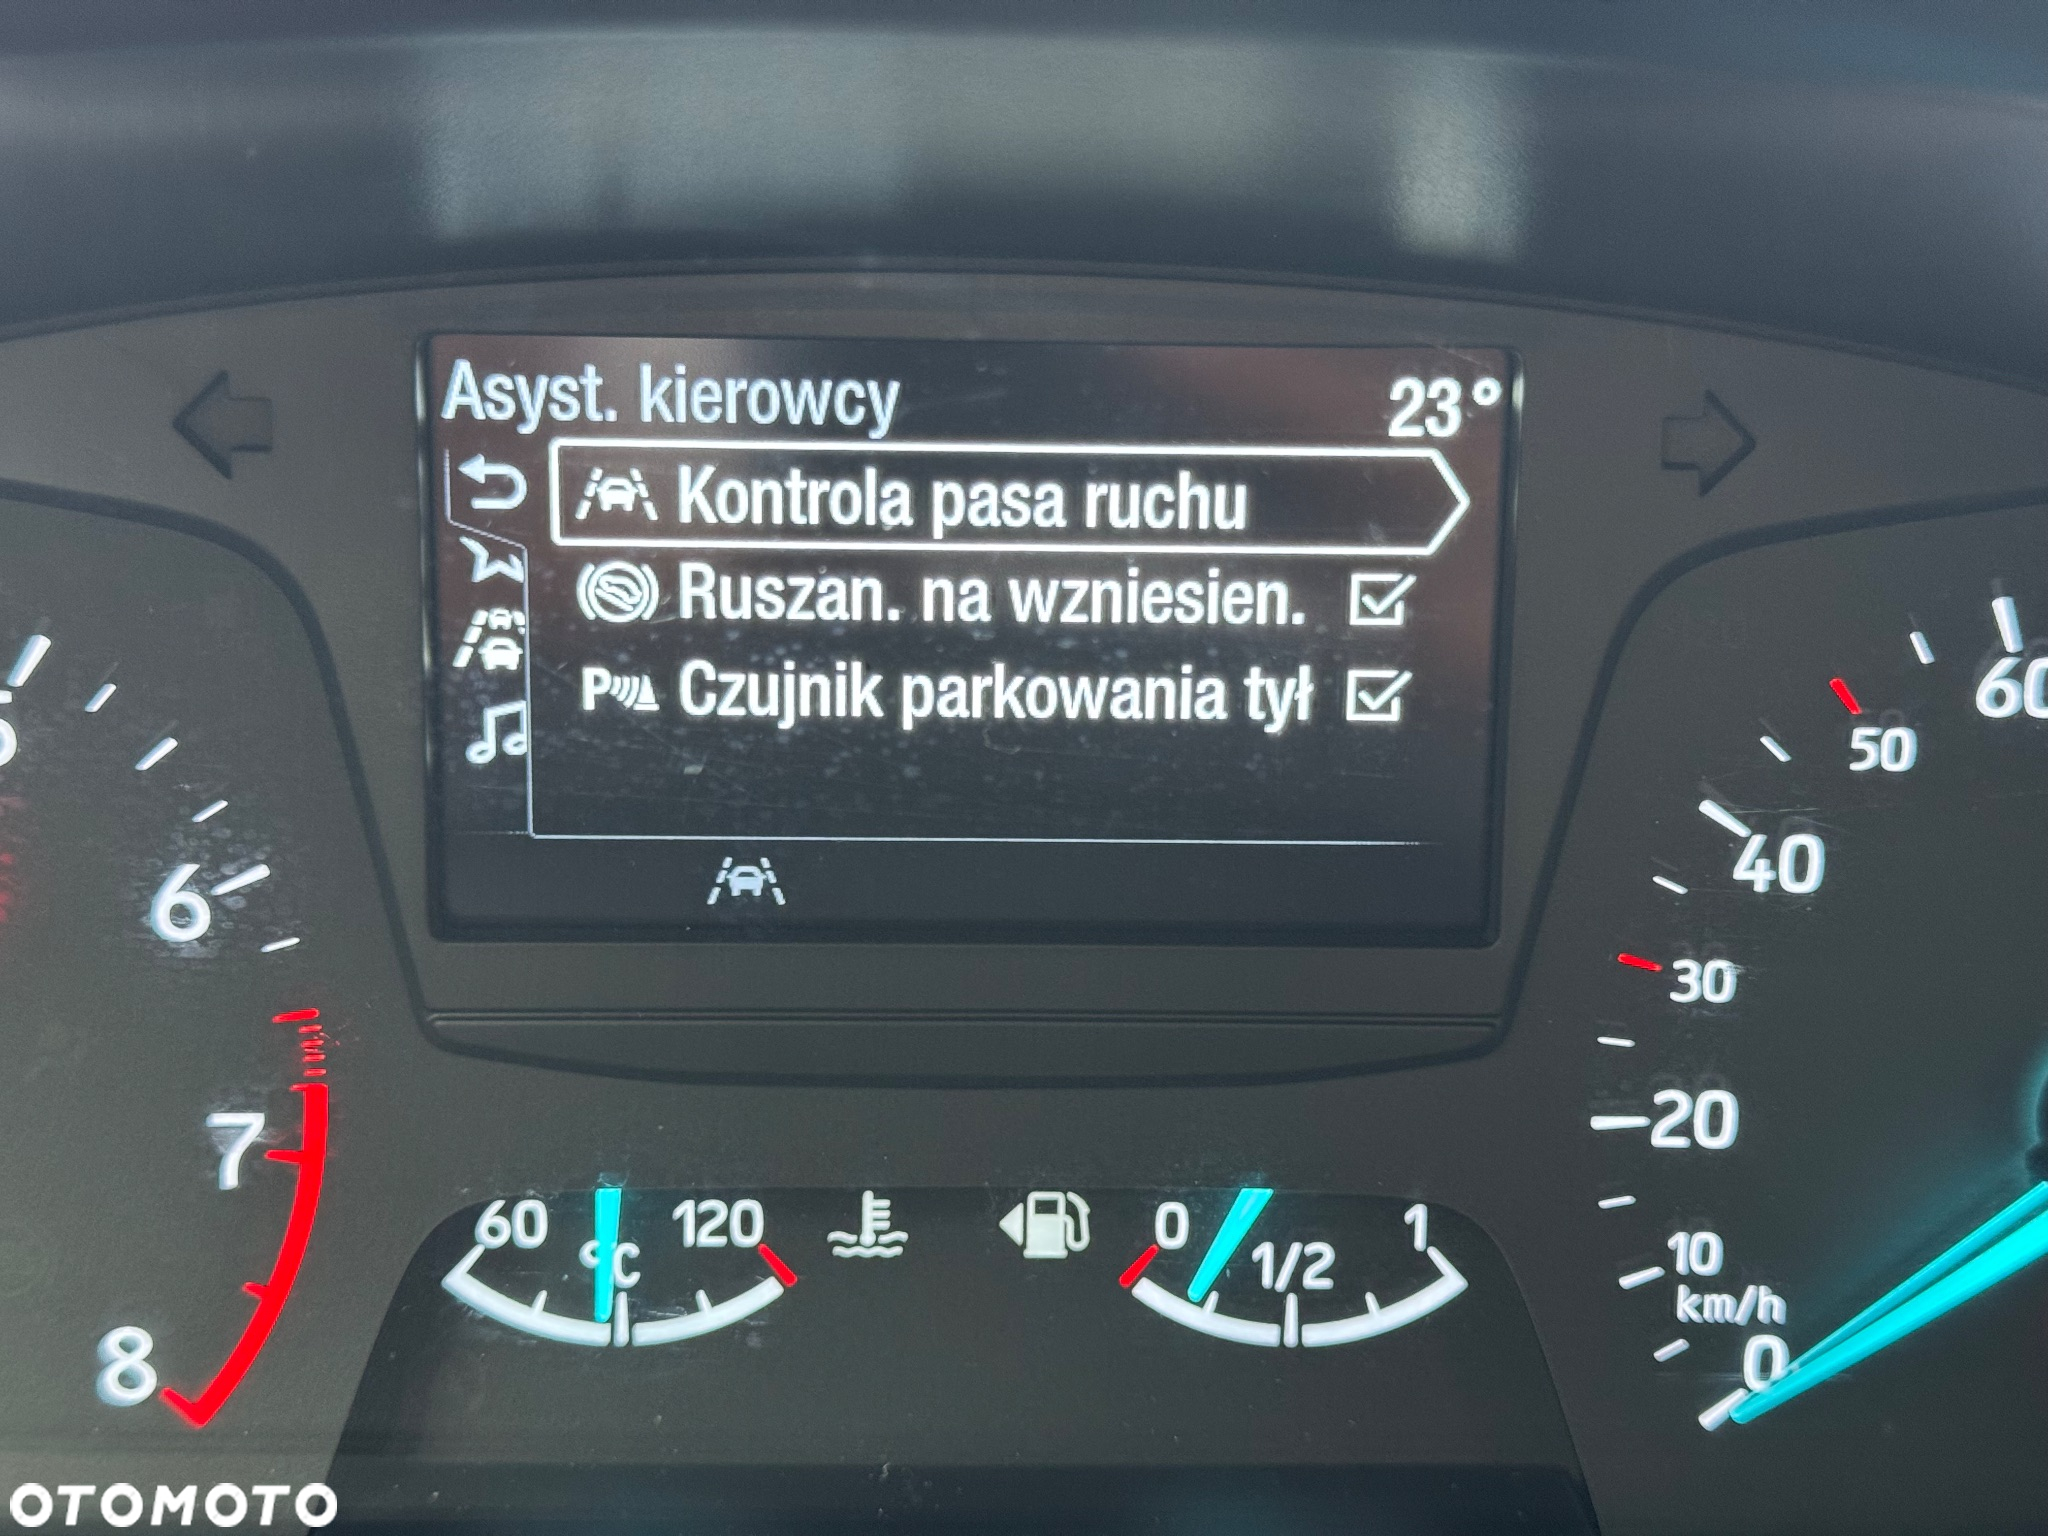 Asyst. kierowcy 23°
Kontrola pasa ruchu
Ruszan. na wzniesien.
Czujnik parkowania tył
6
7
8
60 °C 120
0 1/2 1
60
50
40
30
20
10
km/h
0
OTOMOTO